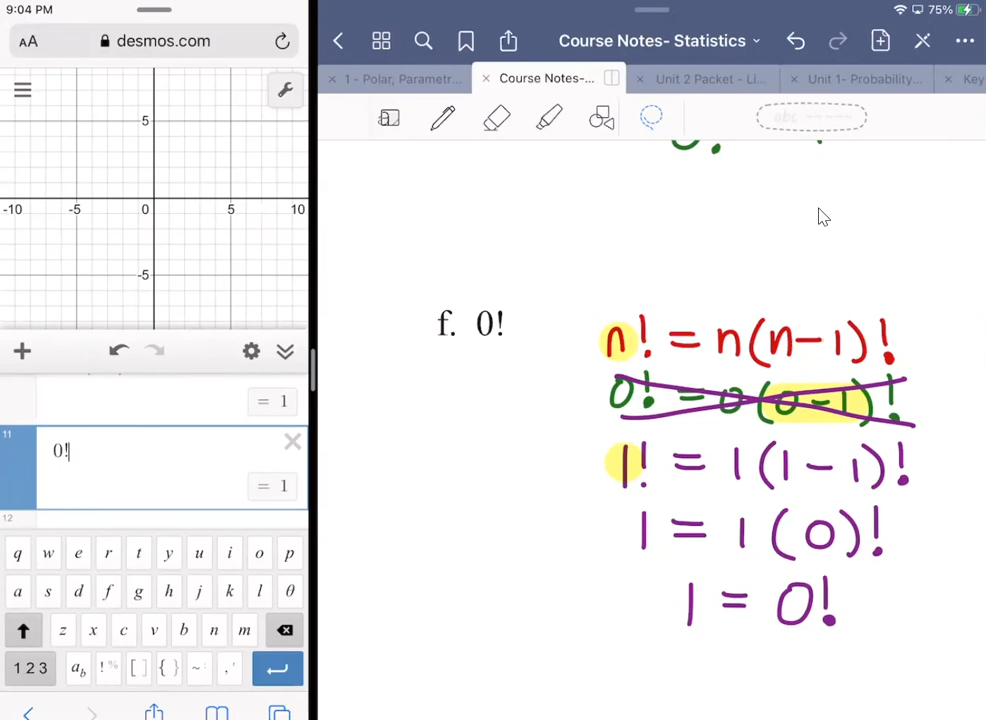 9:04 PM
75%
AA desmos.com
Course Notes- Statistics
1 - Polar, Parametr...
Course Notes-...
Unit 2 Packet - Li...
Unit 1- Probability...
Key
5
-10 -5 0 5 10
-5
f. 0!
n! = n(n-1)!
0! = 0(0-1)!
1! = 1(1-1)!
1 = 1(0)!
1 = 0!
= 1
11
0!
= 1
12
q w e r t y u i o p
a s d f g h j k l θ
z x c v b n m
1 2 3 a_b !% [ ] { } ~: ,'